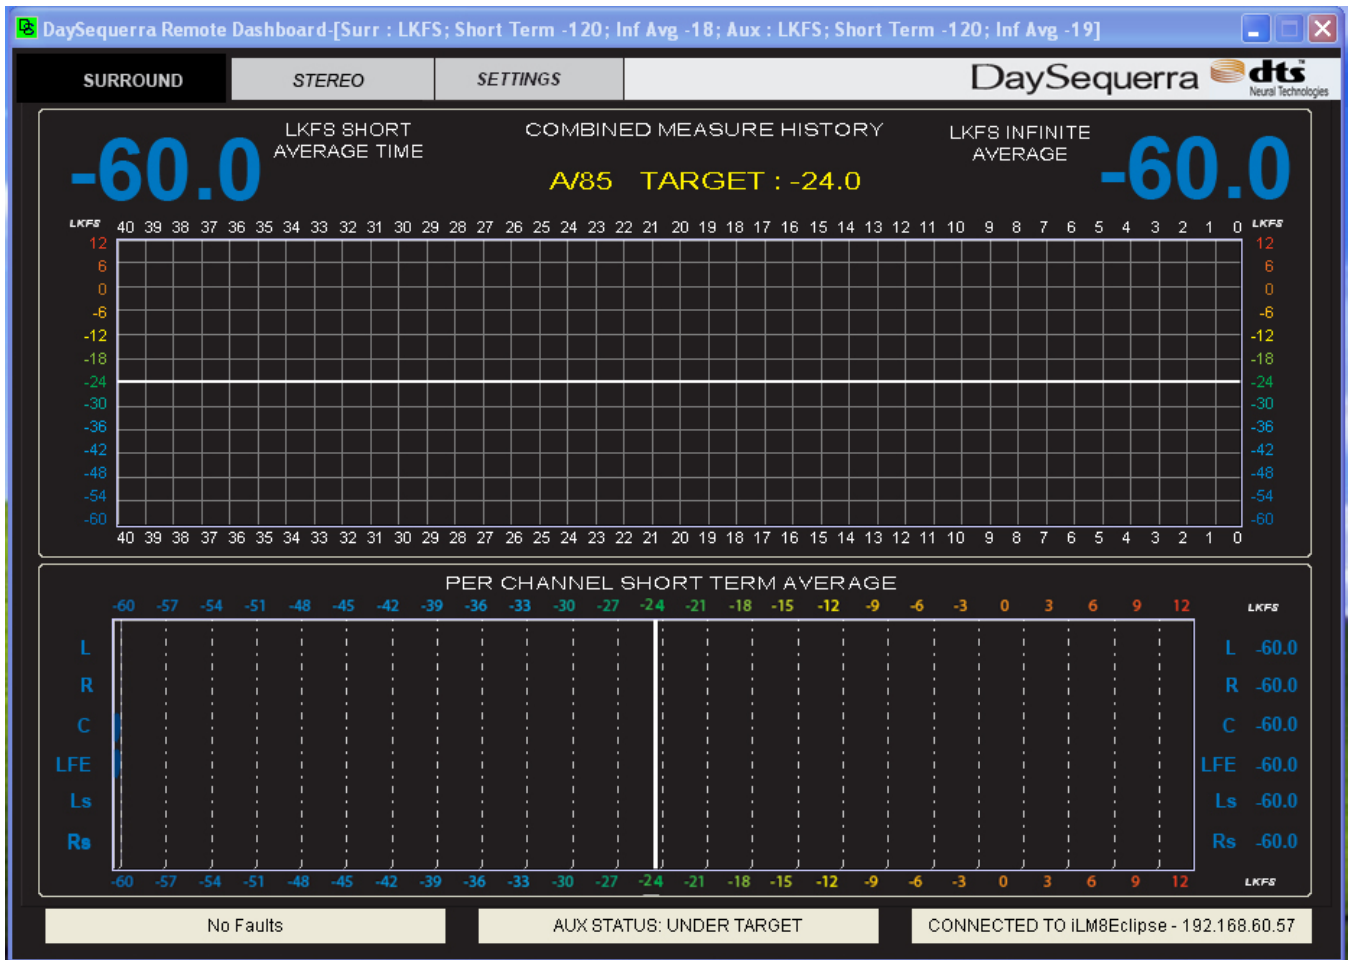 DaySequerra Remote Dashboard-[Surr : LKFS; Short Term -120; Inf Avg -18; Aux : LKFS; Short Term -120; Inf Avg -19]
SURROUND STEREO SETTINGS DaySequerra dts
Neural Technologies
-60.0 LKFS SHORT AVERAGE TIME
COMBINED MEASURE HISTORY
A/85 TARGET : -24.0
LKFS INFINITE AVERAGE -60.0
LKFS 40 39 38 37 36 35 34 33 32 31 30 29 28 27 26 25 24 23 22 21 20 19 18 17 16 15 14 13 12 11 10 9 8 7 6 5 4 3 2 1 0 LKFS
12 12
6 6
0 0
-6 -6
-12 -12
-18 -18
-24 -24
-30 -30
-36 -36
-42 -42
-48 -48
-54 -54
-60 -60
40 39 38 37 36 35 34 33 32 31 30 29 28 27 26 25 24 23 22 21 20 19 18 17 16 15 14 13 12 11 10 9 8 7 6 5 4 3 2 1 0
PER CHANNEL SHORT TERM AVERAGE
-60 -57 -54 -51 -48 -45 -42 -39 -36 -33 -30 -27 -24 -21 -18 -15 -12 -9 -6 -3 0 3 6 9 12 LKFS
L L -60.0
R R -60.0
C C -60.0
LFE LFE -60.0
Ls Ls -60.0
Rs Rs -60.0
-60 -57 -54 -51 -48 -45 -42 -39 -36 -33 -30 -27 -24 -21 -18 -15 -12 -9 -6 -3 0 3 6 9 12 LKFS
No Faults AUX STATUS: UNDER TARGET CONNECTED TO iLM8Eclipse - 192.168.60.57